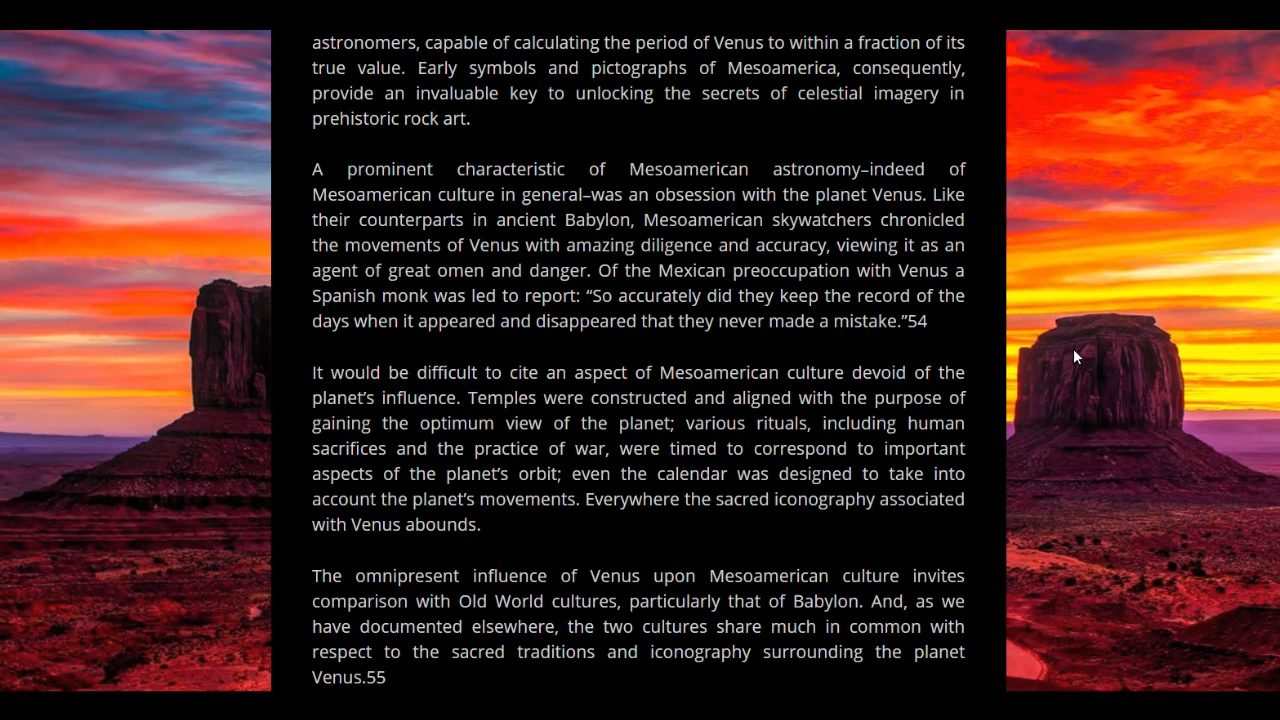 astronomers, capable of calculating the period of Venus to within a fraction of its
true value. Early symbols and pictographs of Mesoamerica, consequently,
provide an invaluable key to unlocking the secrets of celestial imagery in
prehistoric rock art.
A prominent characteristic of Mesoamerican astronomy–indeed of
Mesoamerican culture in general–was an obsession with the planet Venus. Like
their counterparts in ancient Babylon, Mesoamerican skywatchers chronicled
the movements of Venus with amazing diligence and accuracy, viewing it as an
agent of great omen and danger. Of the Mexican preoccupation with Venus a
Spanish monk was led to report: “So accurately did they keep the record of the
days when it appeared and disappeared that they never made a mistake.”54
It would be difficult to cite an aspect of Mesoamerican culture devoid of the
planet’s influence. Temples were constructed and aligned with the purpose of
gaining the optimum view of the planet; various rituals, including human
sacrifices and the practice of war, were timed to correspond to important
aspects of the planet’s orbit; even the calendar was designed to take into
account the planet’s movements. Everywhere the sacred iconography associated
with Venus abounds.
The omnipresent influence of Venus upon Mesoamerican culture invites
comparison with Old World cultures, particularly that of Babylon. And, as we
have documented elsewhere, the two cultures share much in common with
respect to the sacred traditions and iconography surrounding the planet
Venus.55